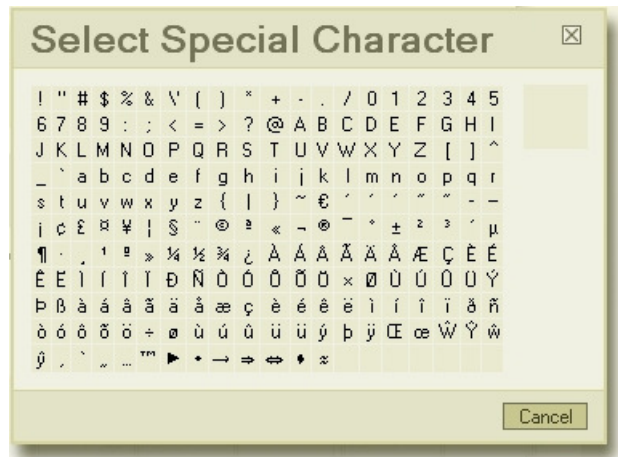 Select Special Character
! " # $ % & \' ( ) * + - . / 0 1 2 3 4 5
6 7 8 9 : ; < = > ? @ A B C D E F G H I
J K L M N O P Q R S T U V W X Y Z [ ] ^
_ ` a b c d e f g h i j k l m n o p q r
s t u v w x y z { | } ~ € ‘ ’ ’ “ ” – —
¡ ¢ £ ¤ ¥ ¦ § ¨ © ª « ¬ ® ¯ ° ± ² ³ ´ µ
¶ · ¸ ¹ º » ¼ ½ ¾ ¿ À Á Â Ã Ä Å Æ Ç È É
Ê Ë Ì Í Î Ï Ð Ñ Ò Ó Ô Õ Ö × Ø Ù Ú Û Ü Ý
Þ ß à á â ã ä å æ ç è é ê ë ì í î ï ð ñ
ò ó ô õ ö ÷ ø ù ú û ü ü ý þ ÿ Œ œ Ŵ Ŷ ŵ
ŷ ‚ ‛ „ … ™ ► • → ⇒ ⇔ ♦ ≈
Cancel